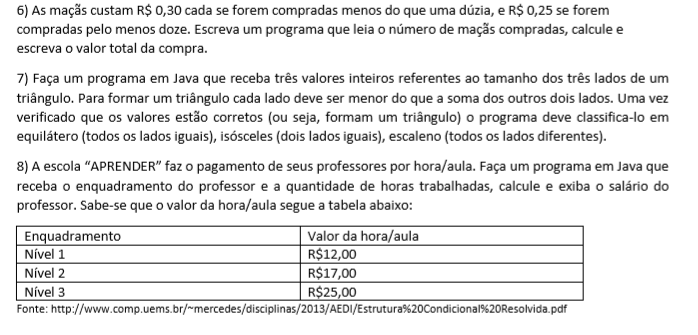 6) As maçãs custam R$ 0,30 cada se forem compradas menos do que uma dúzia, e R$ 0,25 se forem
compradas pelo menos doze. Escreva um programa que leia o número de maçãs compradas, calcule e
escreva o valor total da compra.
7) Faça um programa em Java que receba três valores inteiros referentes ao tamanho dos três lados de um
triângulo. Para formar um triângulo cada lado deve ser menor do que a soma dos outros dois lados. Uma vez
verificado que os valores estão corretos (ou seja, formam um triângulo) o programa deve classifica-lo em
equilátero (todos os lados iguais), isósceles (dois lados iguais), escaleno (todos os lados diferentes).
8) A escola “APRENDER” faz o pagamento de seus professores por hora/aula. Faça um programa em Java que
receba o enquadramento do professor e a quantidade de horas trabalhadas, calcule e exiba o salário do
professor. Sabe-se que o valor da hora/aula segue a tabela abaixo:
Enquadramento Valor da hora/aula
Nível 1 R$12,00
Nível 2 R$17,00
Nível 3 R$25,00
Fonte: http://www.comp.uems.br/~mercedes/disciplinas/2013/AEDI/Estrutura%20Condicional%20Resolvida.pdf